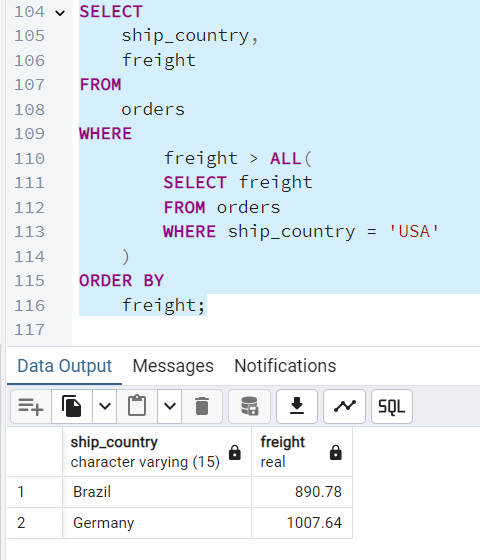 104 SELECT
105 ship_country,
106 freight
107 FROM
108 orders
109 WHERE
110 freight > ALL(
111 SELECT freight
112 FROM orders
113 WHERE ship_country = 'USA'
114 )
115 ORDER BY
116 freight;
117
Data Output Messages Notifications
SQL
ship_country freight
character varying (15) real
1 Brazil 890.78
2 Germany 1007.64